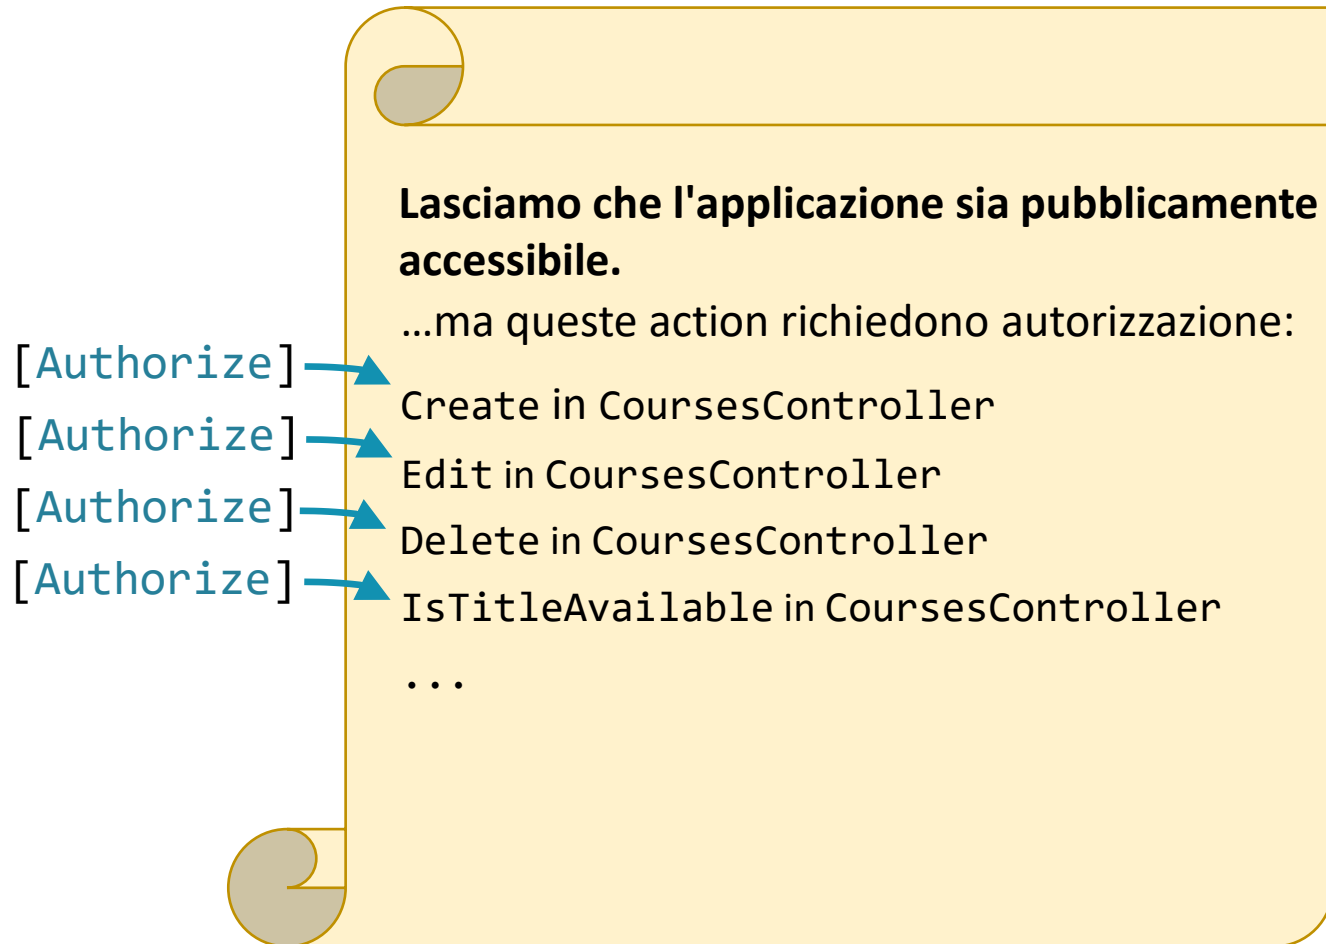 Lasciamo che l'applicazione sia pubblicamente
accessibile.
…ma queste action richiedono autorizzazione:
[Authorize]
Create in CoursesController
[Authorize]
Edit in CoursesController
[Authorize]
Delete in CoursesController
[Authorize]
IsTitleAvailable in CoursesController
...